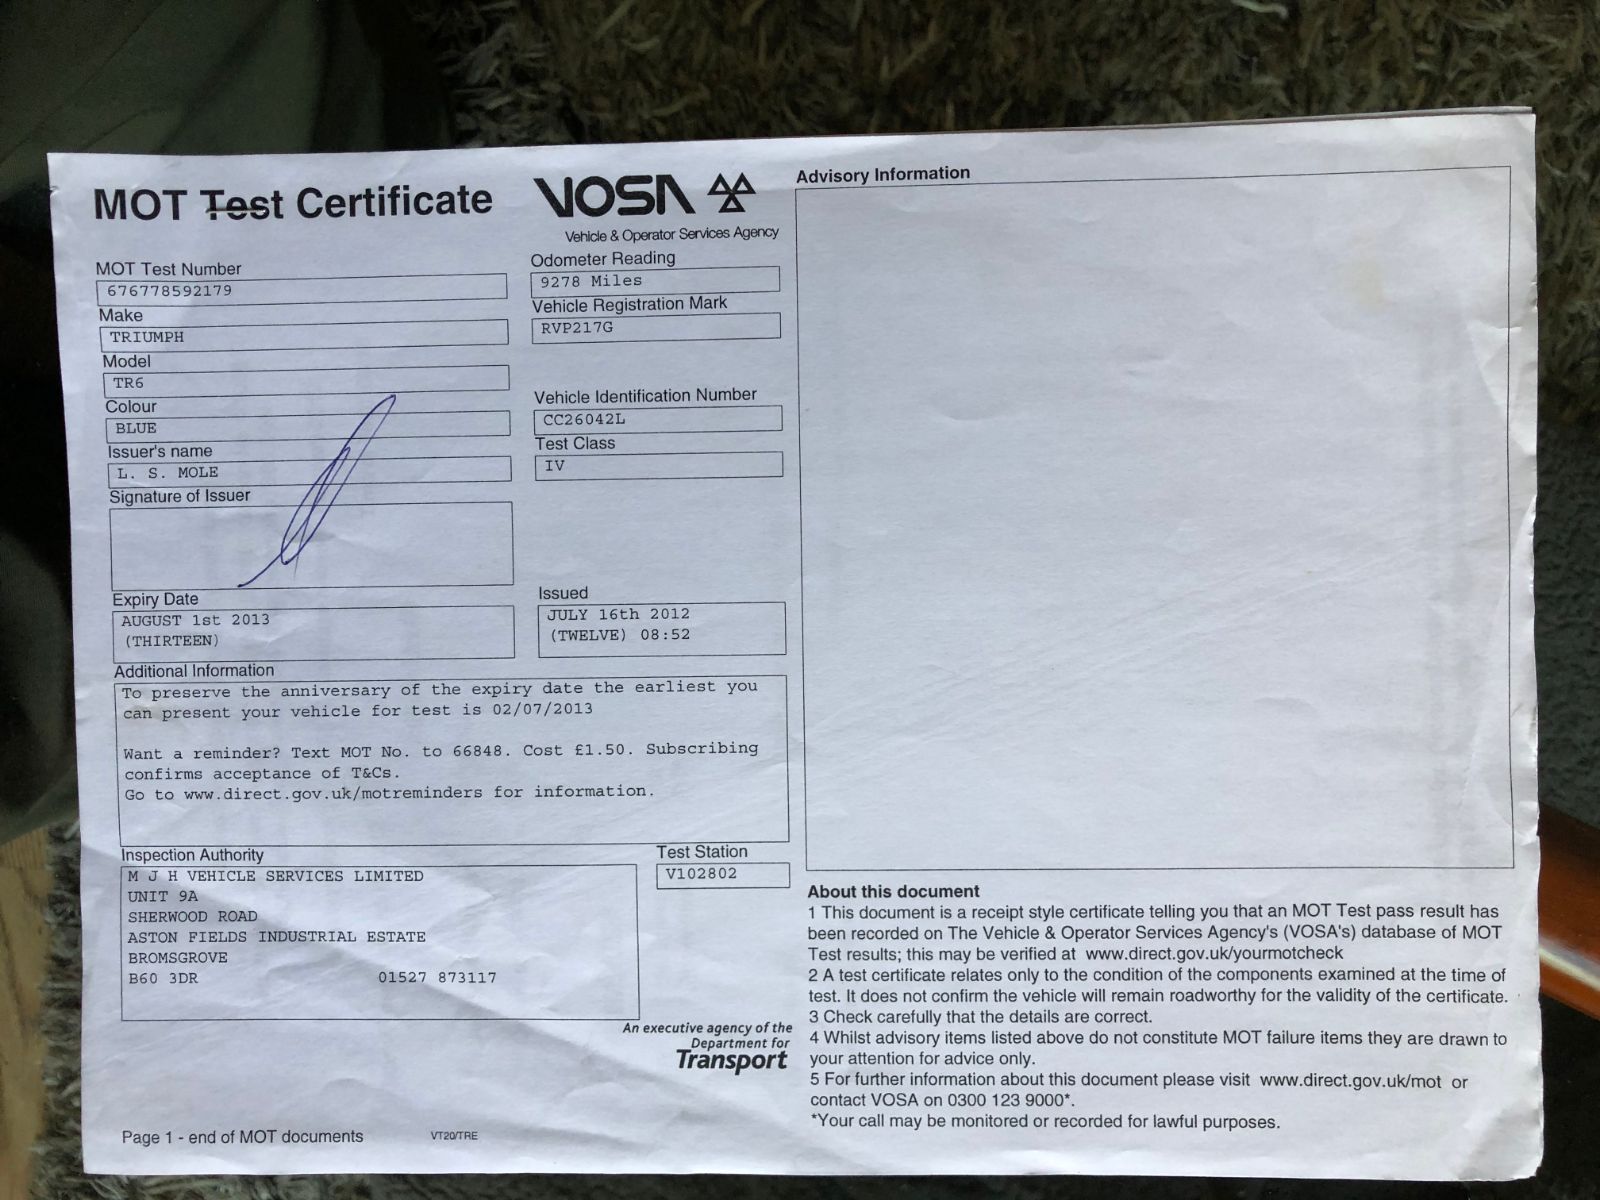 MOT Test Certificate
VOSA
Vehicle & Operator Services Agency
MOT Test Number
676778592179
Make
TRIUMPH
Model
TR6
Colour
BLUE
Issuer's name
L. S. MOLE
Signature of Issuer
Expiry Date
AUGUST 1st 2013
(THIRTEEN)
Odometer Reading
9278 Miles
Vehicle Registration Mark
RVP217G
Vehicle Identification Number
CC26042L
Test Class
IV
Issued
JULY 16th 2012
(TWELVE) 08:52
Additional Information
To preserve the anniversary of the expiry date the earliest you
can present your vehicle for test is 02/07/2013
Want a reminder? Text MOT No. to 66848. Cost £1.50. Subscribing
confirms acceptance of T&Cs.
Go to www.direct.gov.uk/motreminders for information.
Inspection Authority
M J H VEHICLE SERVICES LIMITED
UNIT 9A
SHERWOOD ROAD
ASTON FIELDS INDUSTRIAL ESTATE
BROMSGROVE
B60 3DR 01527 873117
Test Station
V102802
An executive agency of the
Department for
Transport
Page 1 - end of MOT documents
VT20/TRE
Advisory Information
About this document
1 This document is a receipt style certificate telling you that an MOT Test pass result has
been recorded on The Vehicle & Operator Services Agency's (VOSA's) database of MOT
Test results; this may be verified at www.direct.gov.uk/yourmotcheck
2 A test certificate relates only to the condition of the components examined at the time of
test. It does not confirm the vehicle will remain roadworthy for the validity of the certificate.
3 Check carefully that the details are correct.
4 Whilst advisory items listed above do not constitute MOT failure items they are drawn to
your attention for advice only.
5 For further information about this document please visit www.direct.gov.uk/mot or
contact VOSA on 0300 123 9000*.
*Your call may be monitored or recorded for lawful purposes.